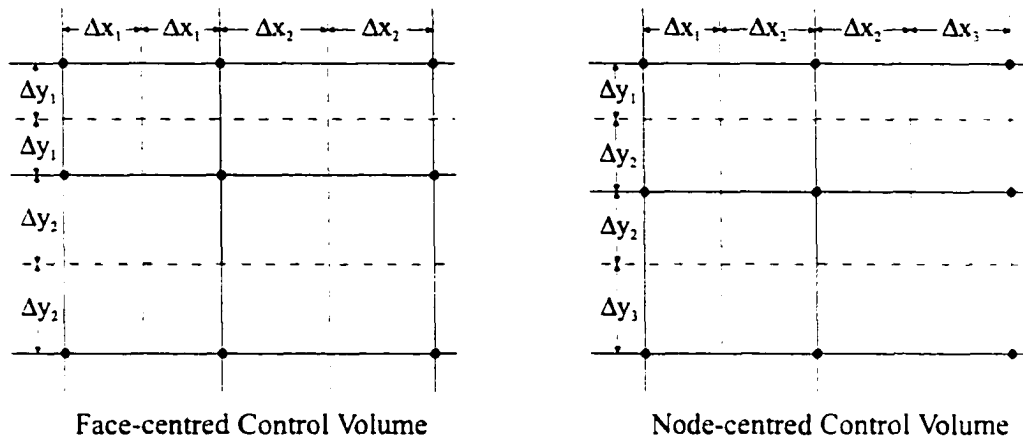 Δx₁ Δx₁ Δx₂ Δx₂
Δy₁
Δy₁
Δy₂
Δy₂
Face-centred Control Volume
Δx₁ Δx₂ Δx₂ Δx₃
Δy₁
Δy₂
Δy₂
Δy₃
Node-centred Control Volume